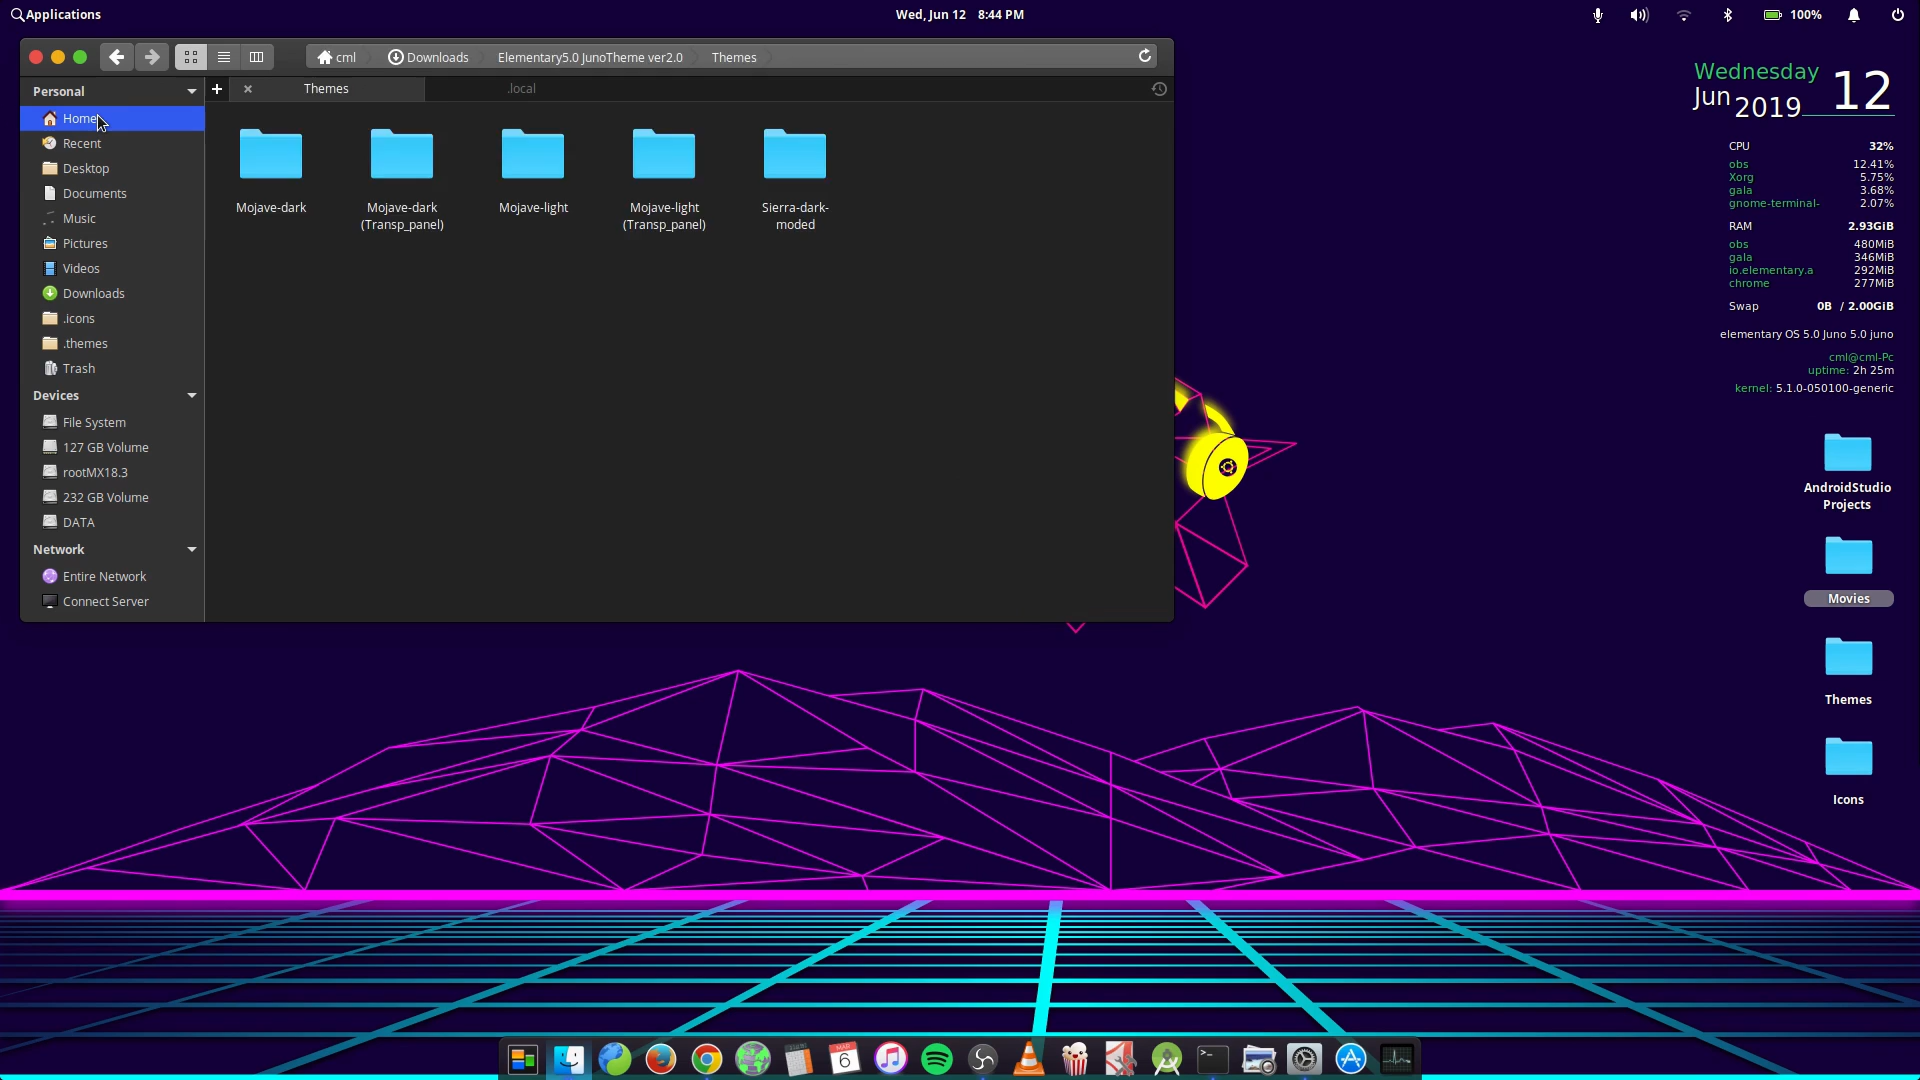 Applications
Wed, Jun 12 8:44 PM
100%
cml
Downloads
Elementary5.0 JunoTheme ver2.0
Themes
Themes
.local
Personal
Home
Recent
Desktop
Documents
Music
Pictures
Videos
Downloads
.icons
.themes
Trash
Devices
File System
127 GB Volume
rootMX18.3
232 GB Volume
DATA
Network
Entire Network
Connect Server
Mojave-dark
Mojave-dark
(Transp_panel)
Mojave-light
Mojave-light
(Transp_panel)
Sierra-dark-
moded
Wednesday
Jun 2019 12
CPU 32%
obs 12.41%
Xorg 5.75%
gala 3.68%
gnome-terminal- 2.07%
RAM 2.93GiB
obs 480MiB
gala 346MiB
io.elementary.a 292MiB
chrome 277MiB
Swap 0B / 2.00GiB
elementary OS 5.0 Juno 5.0 juno
cml@cml-Pc
uptime: 2h 25m
kernel: 5.1.0-050100-generic
AndroidStudio
Projects
Movies
Themes
Icons
6